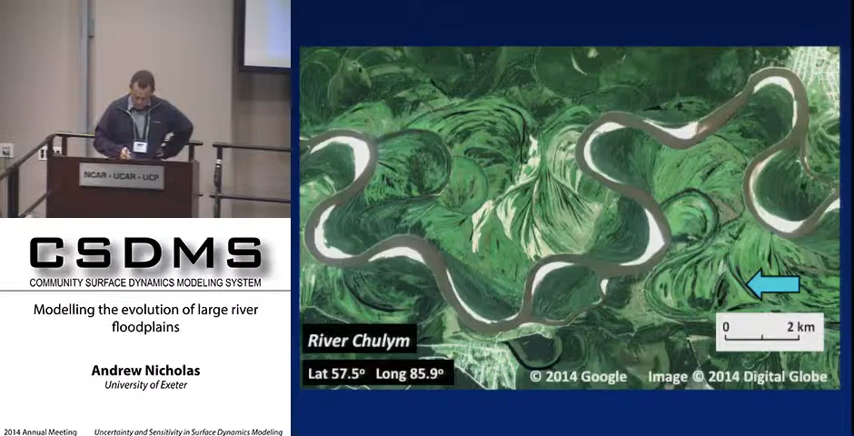 NCAR - UCAR - UCP
CSDMS
COMMUNITY SURFACE DYNAMICS MODELING SYSTEM
Modelling the evolution of large river
floodplains
Andrew Nicholas
University of Exeter
2014 Annual Meeting Uncertainty and Sensitivity in Surface Dynamics Modeling
River Chulym
Lat 57.5º Long 85.9º
0 2 km
© 2014 Google Image © 2014 Digital Globe